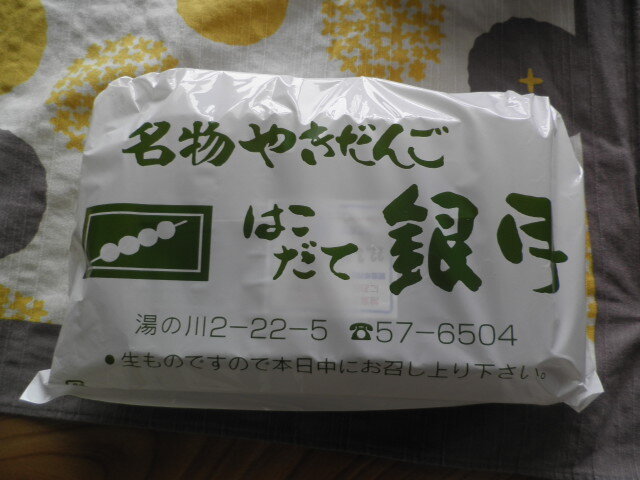 名物やきだんご
はこだて 銀月
湯の川2-22-5 ☎57-6504
●生ものですので本日中にお召し上り下さい。